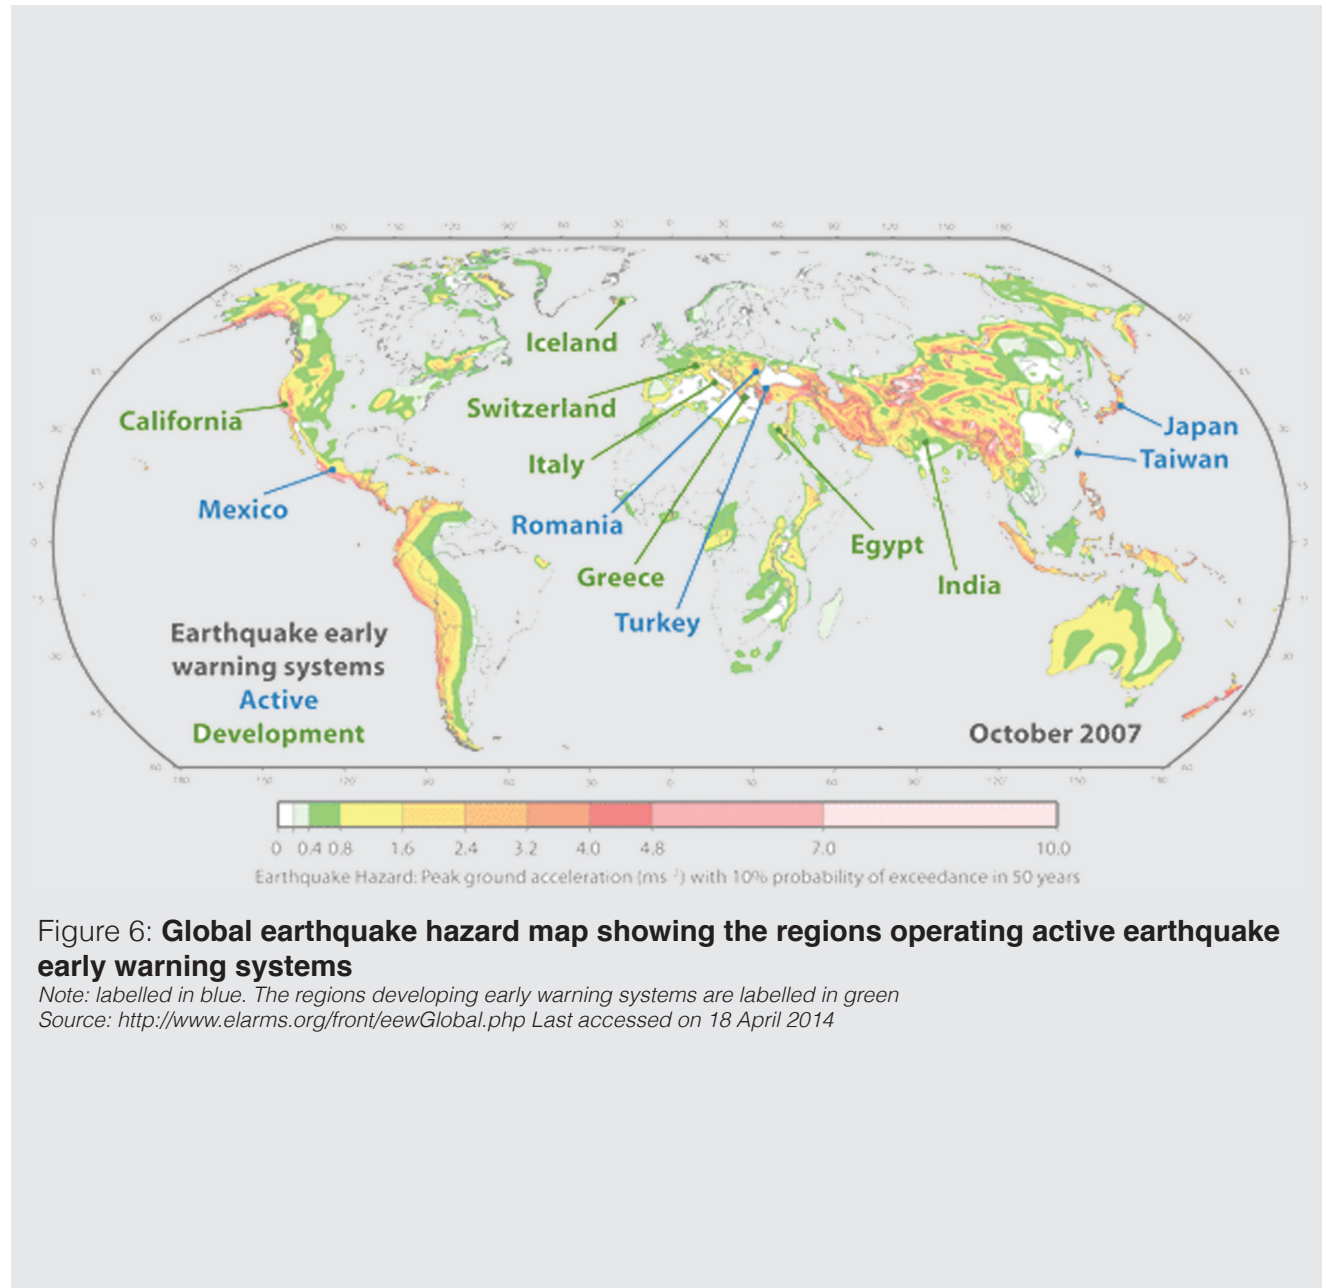 Iceland
Switzerland
California
Italy
Japan
Taiwan
Mexico
Romania
Egypt
Greece
India
Turkey
Earthquake early
warning systems
Active
Development
October 2007
0 0.4 0.8 1.6 2.4 3.2 4.0 4.8 7.0 10.0
Earthquake Hazard: Peak ground acceleration (ms⁻²) with 10% probability of exceedance in 50 years
Figure 6: Global earthquake hazard map showing the regions operating active earthquake
early warning systems
Note: labelled in blue. The regions developing early warning systems are labelled in green
Source: http://www.elarms.org/front/eewGlobal.php Last accessed on 18 April 2014